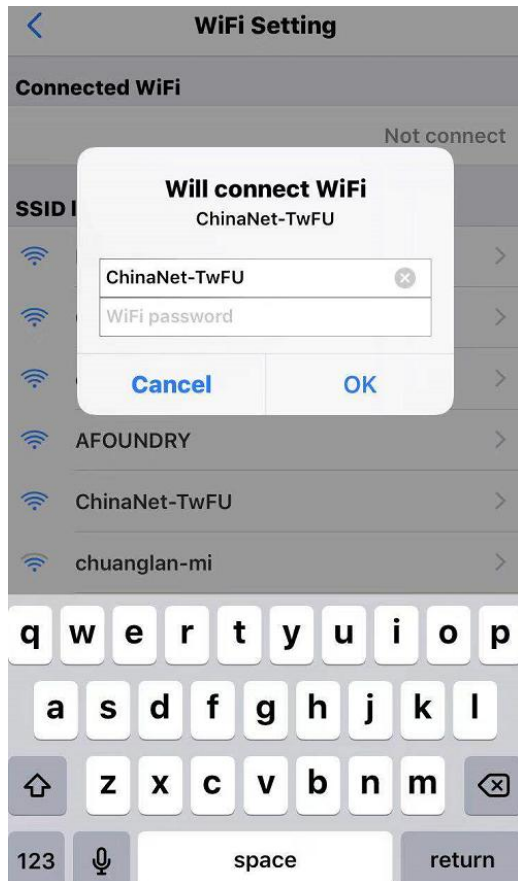 WiFi Setting
Connected WiFi
Not connect
SSID
Will connect WiFi
ChinaNet-TwFU
ChinaNet-TwFU
WiFi password
Cancel
OK
AFOUNDRY
ChinaNet-TwFU
chuanglan-mi
q w e r t y u i o p
a s d f g h j k l
z x c v b n m
123
space
return